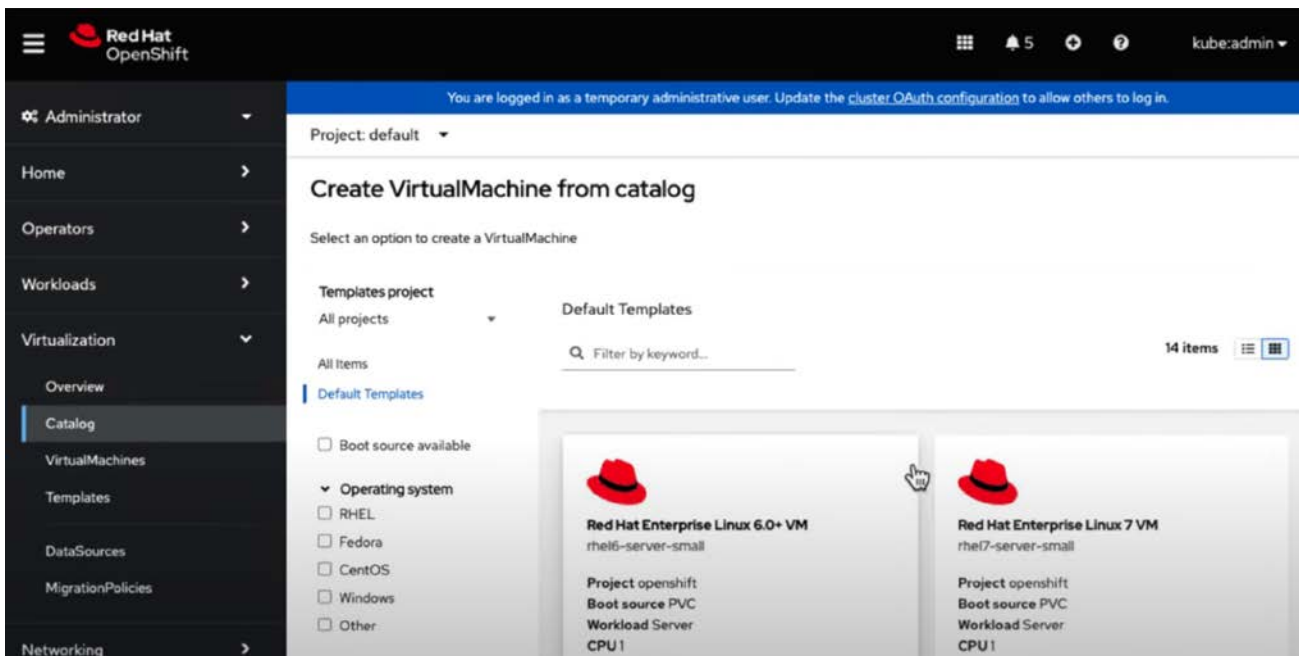 Red Hat
OpenShift
5
kube:admin
You are logged in as a temporary administrative user. Update the cluster OAuth configuration to allow others to log in.
Administrator
Home
Operators
Workloads
Virtualization
Overview
Catalog
VirtualMachines
Templates
DataSources
MigrationPolicies
Networking
Project: default
Create VirtualMachine from catalog
Select an option to create a VirtualMachine
Templates project
All projects
All Items
Default Templates
Boot source available
Operating system
RHEL
Fedora
CentOS
Windows
Other
Default Templates
Filter by keyword...
14 items
Red Hat Enterprise Linux 6.0+ VM
rhel6-server-small
Project openshift
Boot source PVC
Workload Server
CPU 1
Red Hat Enterprise Linux 7 VM
rhel7-server-small
Project openshift
Boot source PVC
Workload Server
CPU 1